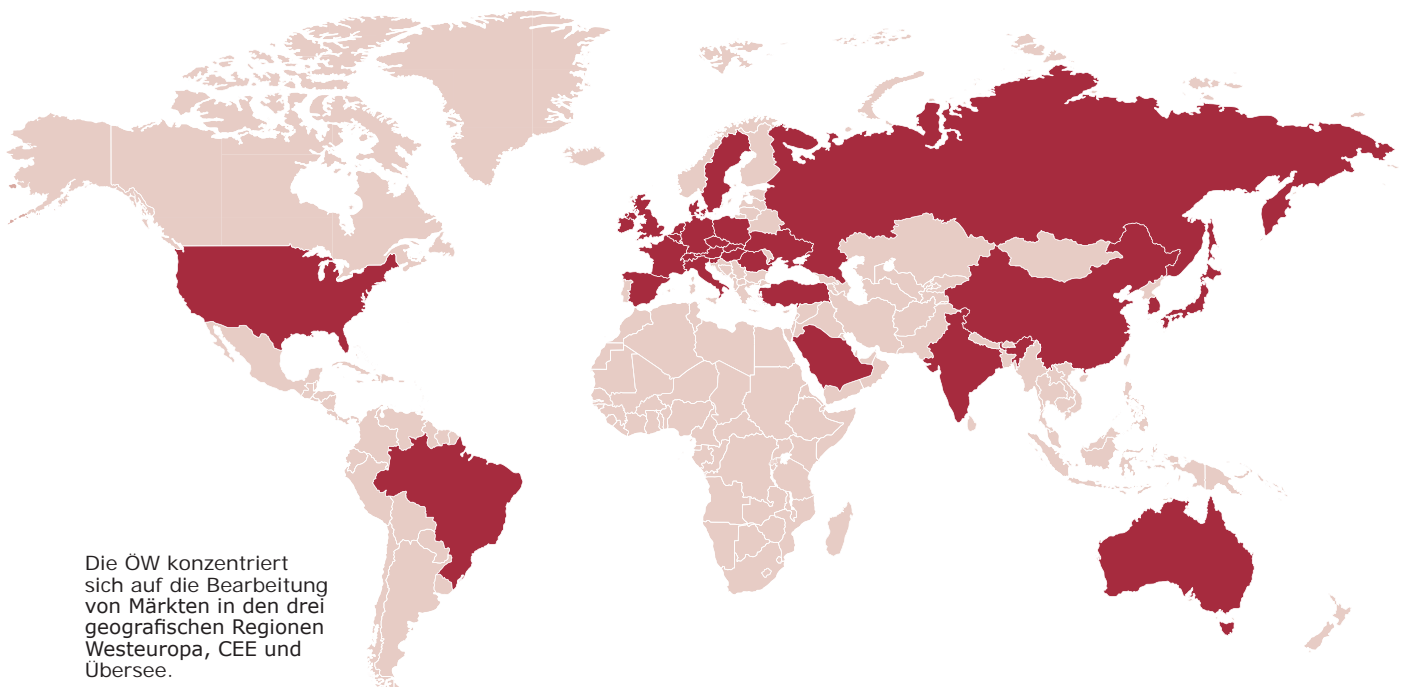 Die ÖW konzentriert
sich auf die Bearbeitung
von Märkten in den drei
geografischen Regionen
Westeuropa, CEE und
Übersee.